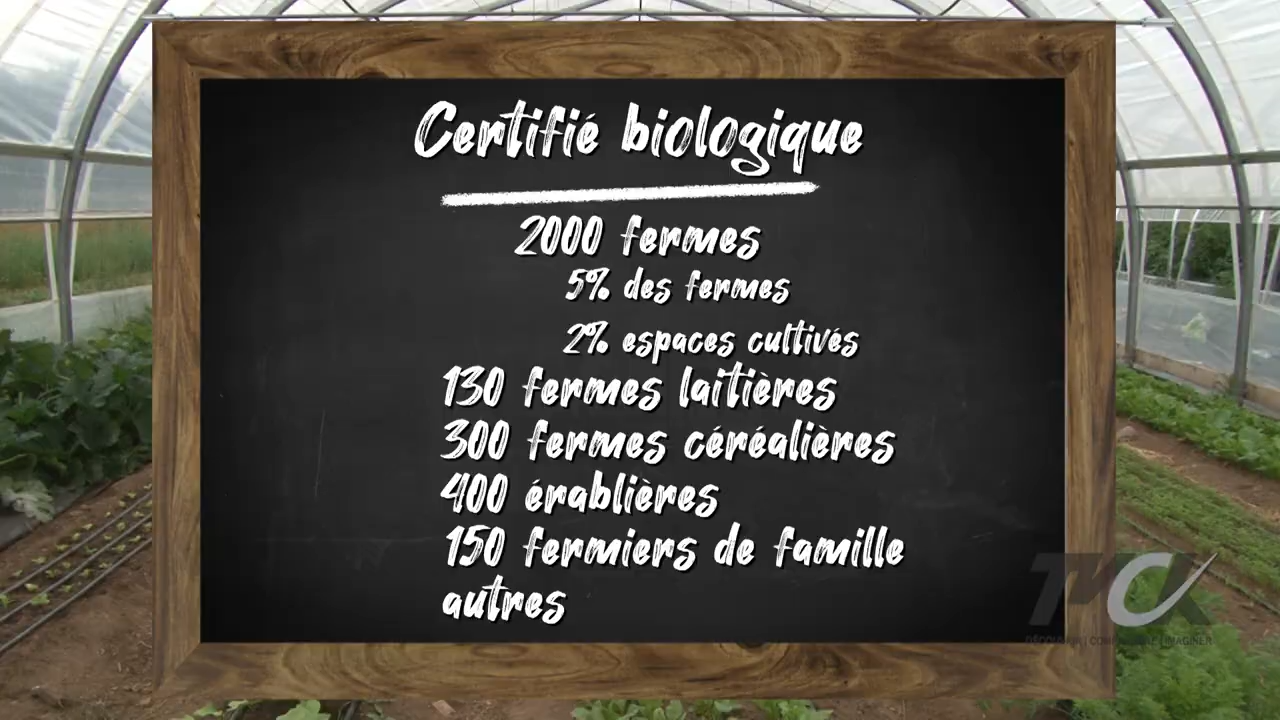 Certifié biologique
2000 fermes
5% des fermes
2% espaces cultivés
130 fermes laitières
300 fermes céréalières
400 érablières
150 fermiers de famille
autres